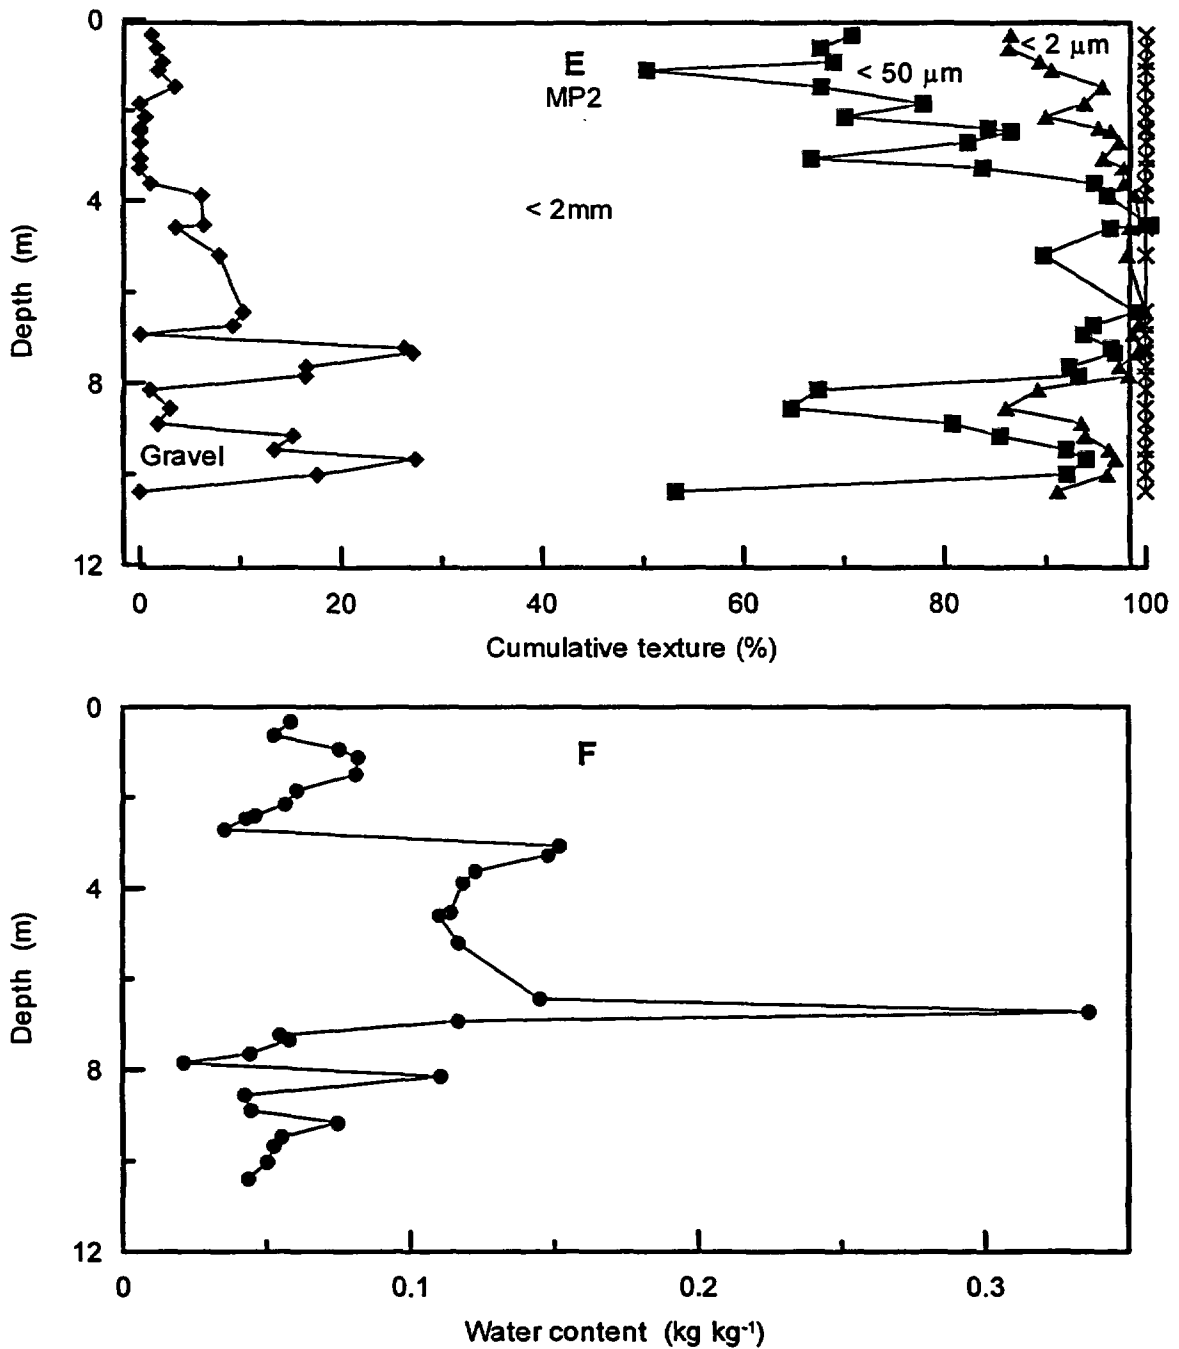 0
E
< 2 μm
< 50 μm
MP2
4
< 2mm
Depth (m)
8
Gravel
12
0 20 40 60 80 100
Cumulative texture (%)
0
F
4
Depth (m)
8
12
0 0.1 0.2 0.3
Water content (kg kg⁻¹)